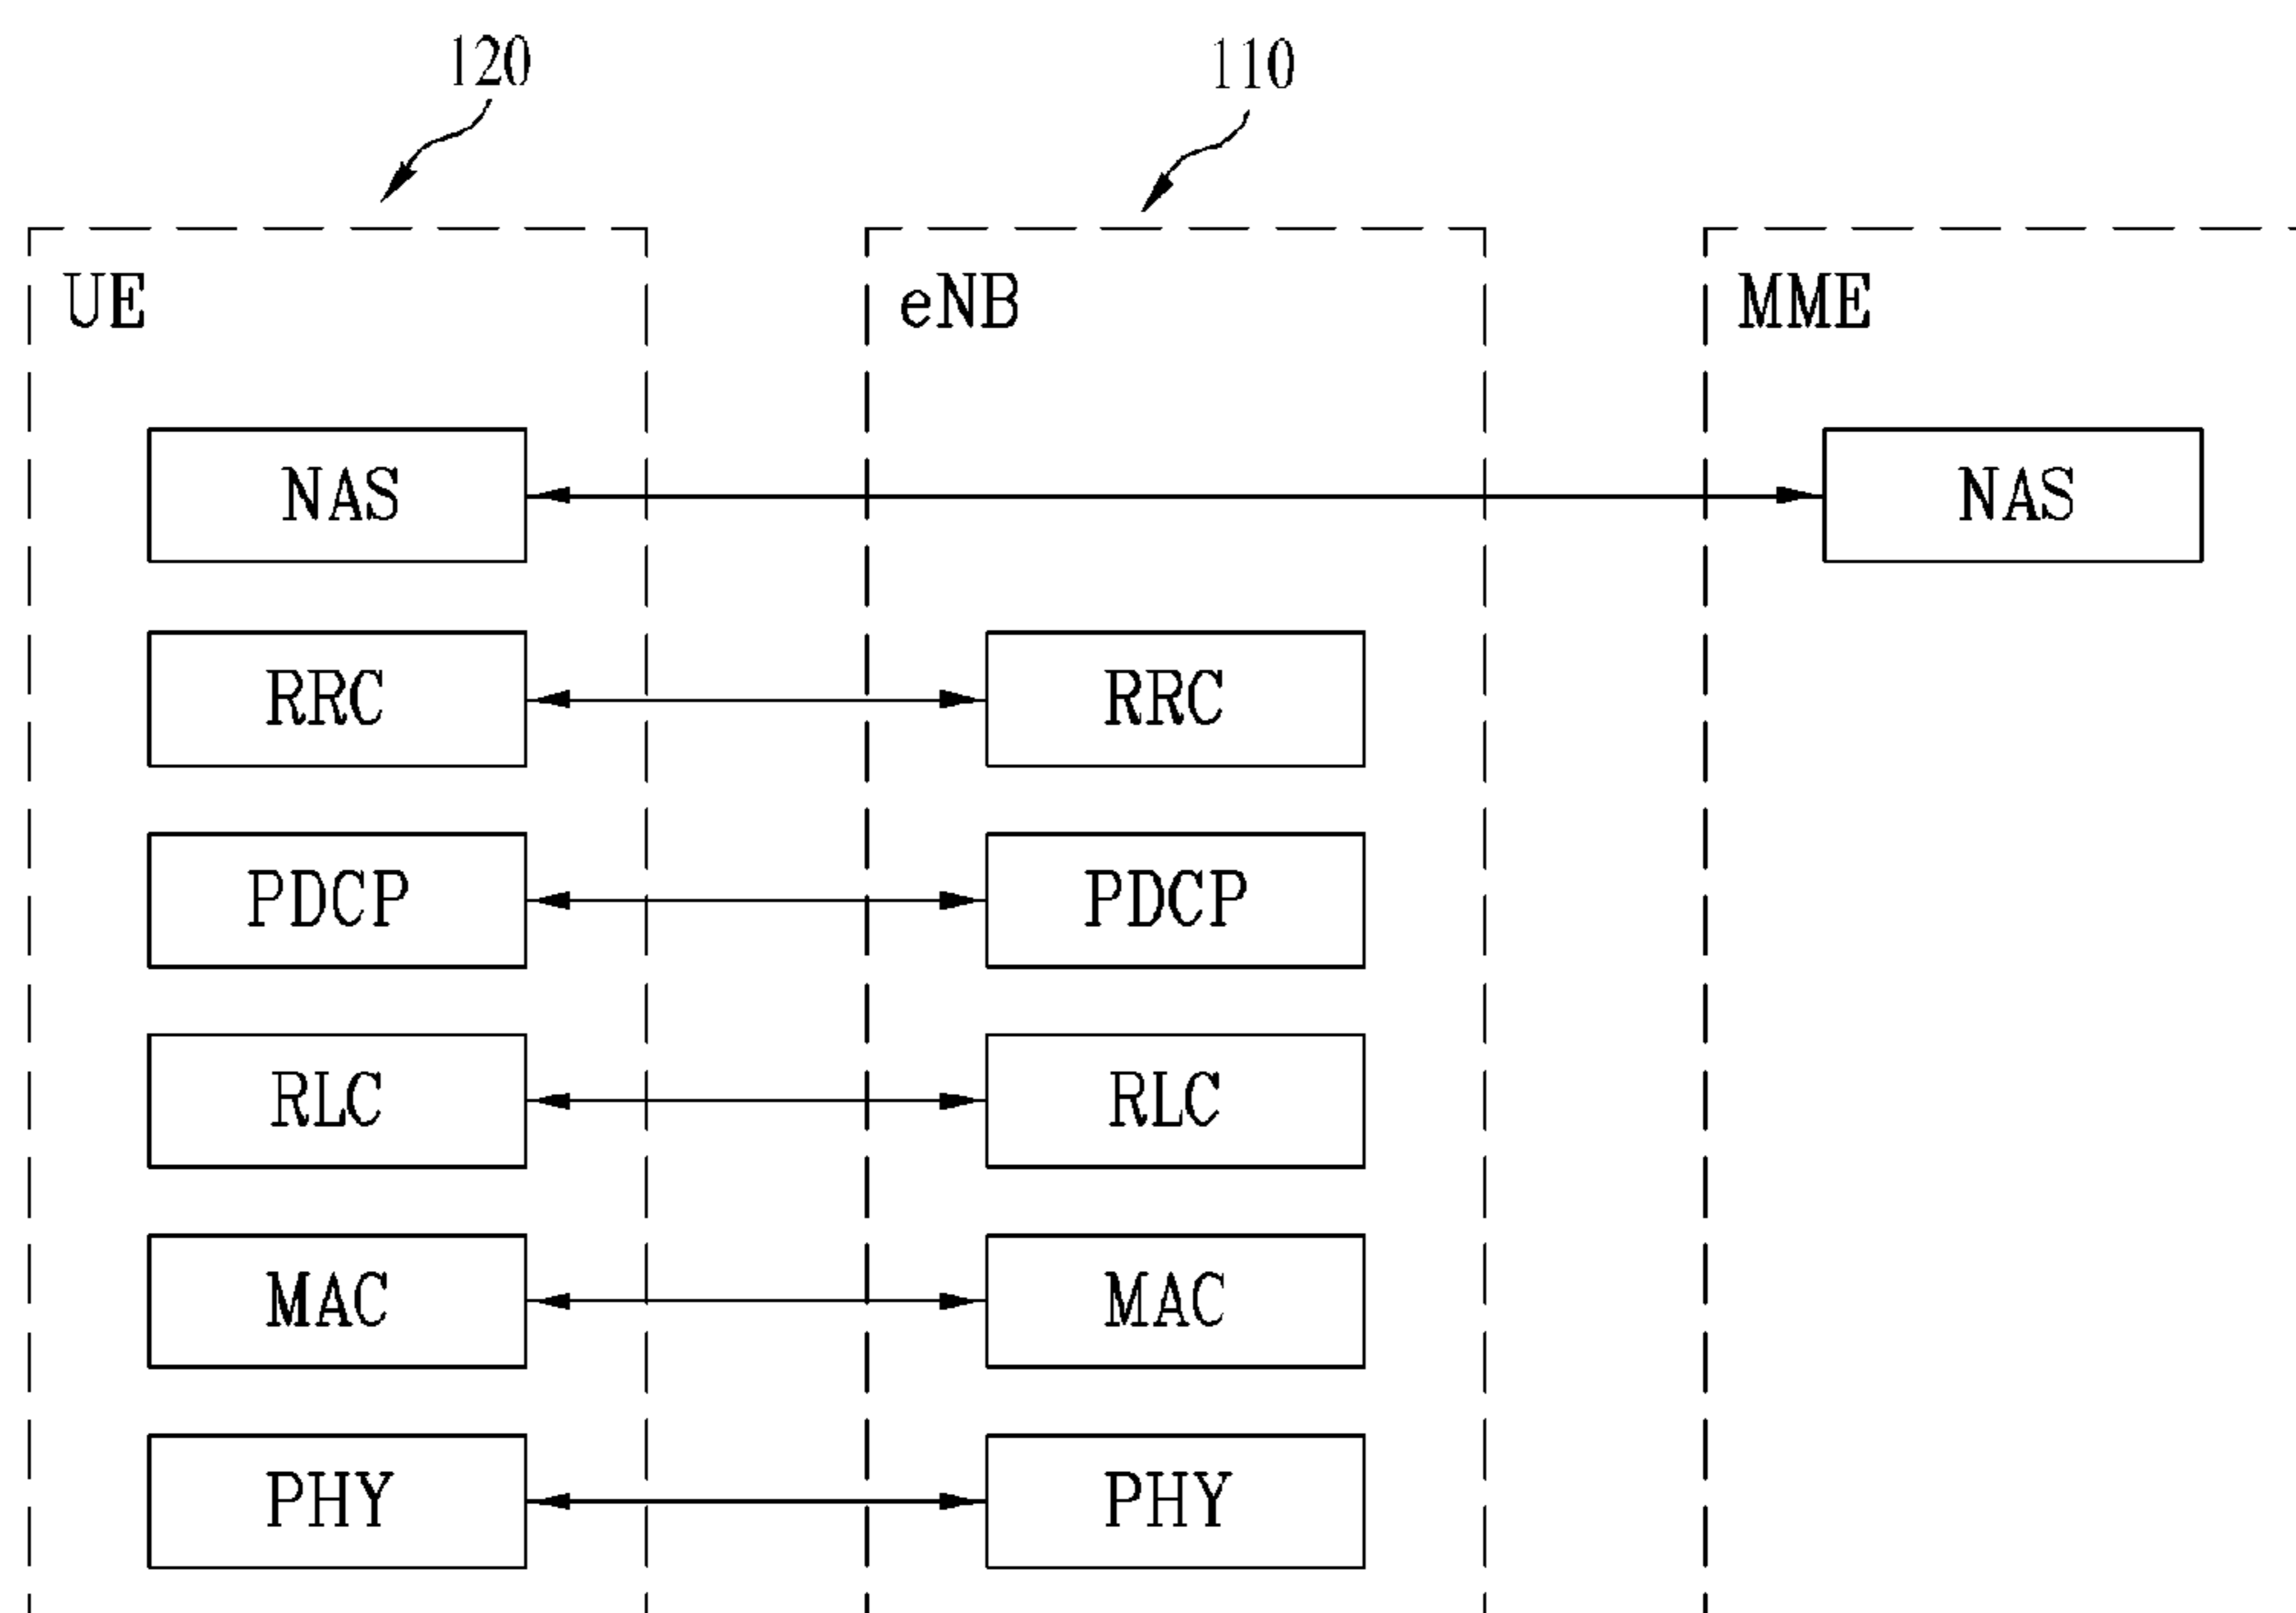 120 110
UE eNB MME
NAS NAS
RRC RRC
PDCP PDCP
RLC RLC
MAC MAC
PHY PHY